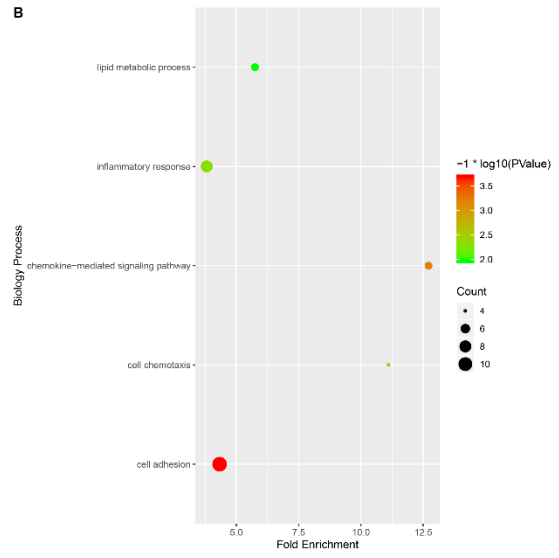 B
lipid metabolic process
inflammatory response
chemokine−mediated signaling pathway
cell chemotaxis
cell adhesion
Biology Process
5.0 7.5 10.0 12.5
Fold Enrichment
−1 * log10(PValue)
3.5
3.0
2.5
2.0
Count
4
6
8
10